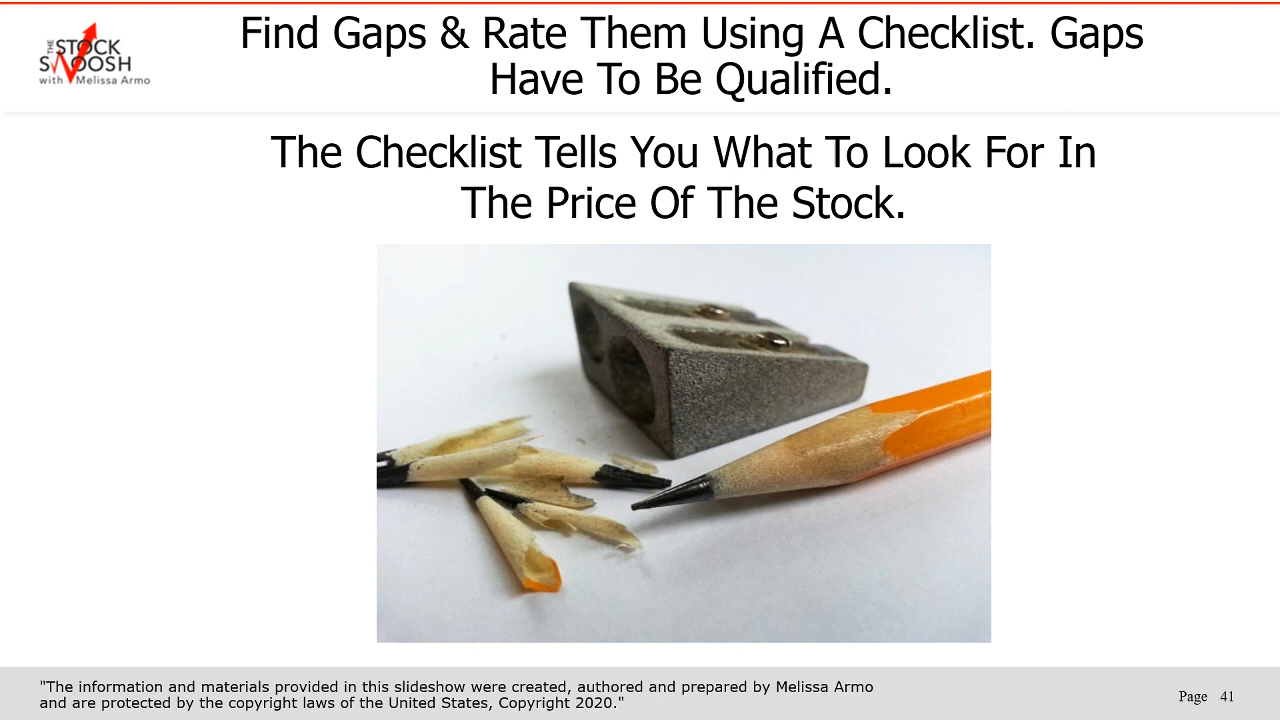 THE STOCK
SWOOSH
with Melissa Armo
Find Gaps & Rate Them Using A Checklist. Gaps
Have To Be Qualified.
The Checklist Tells You What To Look For In
The Price Of The Stock.
"The information and materials provided in this slideshow were created, authored and prepared by Melissa Armo
and are protected by the copyright laws of the United States, Copyright 2020."
Page 41